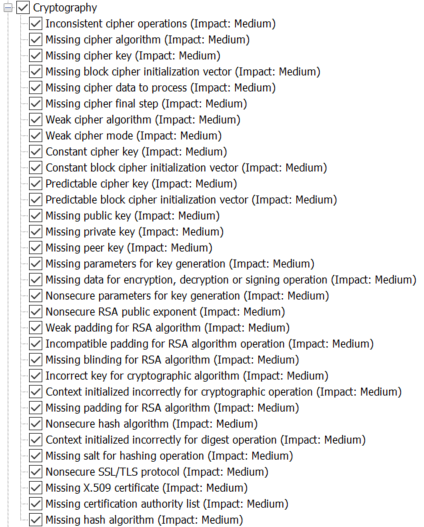 Cryptography
Inconsistent cipher operations (Impact: Medium)
Missing cipher algorithm (Impact: Medium)
Missing cipher key (Impact: Medium)
Missing block cipher initialization vector (Impact: Medium)
Missing cipher data to process (Impact: Medium)
Missing cipher final step (Impact: Medium)
Weak cipher algorithm (Impact: Medium)
Weak cipher mode (Impact: Medium)
Constant cipher key (Impact: Medium)
Constant block cipher initialization vector (Impact: Medium)
Predictable cipher key (Impact: Medium)
Predictable block cipher initialization vector (Impact: Medium)
Missing public key (Impact: Medium)
Missing private key (Impact: Medium)
Missing peer key (Impact: Medium)
Missing parameters for key generation (Impact: Medium)
Missing data for encryption, decryption or signing operation (Impact: Medium)
Nonsecure parameters for key generation (Impact: Medium)
Nonsecure RSA public exponent (Impact: Medium)
Weak padding for RSA algorithm (Impact: Medium)
Incompatible padding for RSA algorithm operation (Impact: Medium)
Missing blinding for RSA algorithm (Impact: Medium)
Incorrect key for cryptographic algorithm (Impact: Medium)
Context initialized incorrectly for cryptographic operation (Impact: Medium)
Missing padding for RSA algorithm (Impact: Medium)
Nonsecure hash algorithm (Impact: Medium)
Context initialized incorrectly for digest operation (Impact: Medium)
Missing salt for hashing operation (Impact: Medium)
Nonsecure SSL/TLS protocol (Impact: Medium)
Missing X.509 certificate (Impact: Medium)
Missing certification authority list (Impact: Medium)
Missing hash algorithm (Impact: Medium)